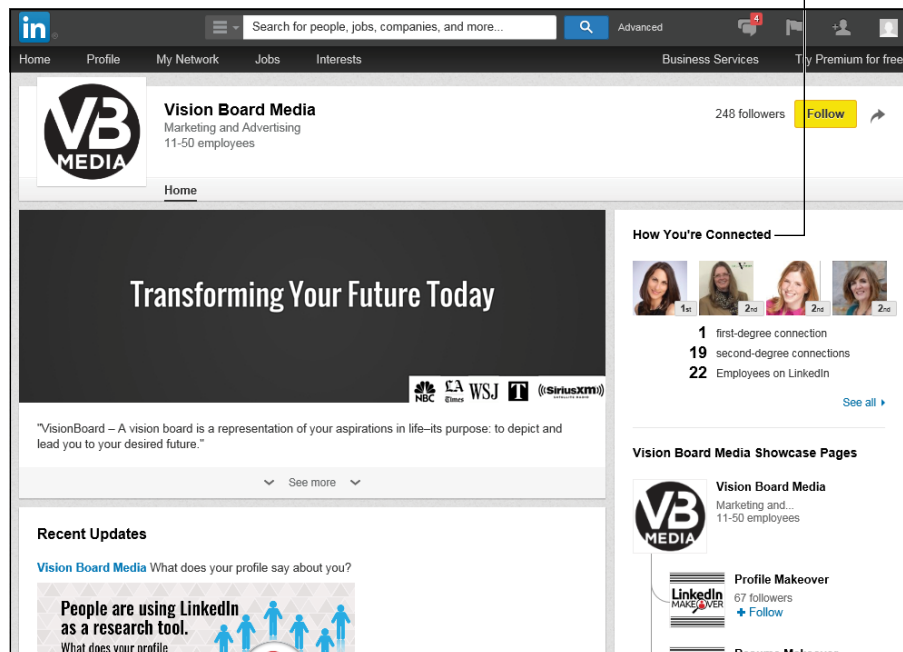 in
Search for people, jobs, companies, and more...
Advanced
4
Home Profile My Network Jobs Interests
Business Services Try Premium for free
VB
MEDIA
Vision Board Media
Marketing and Advertising
11-50 employees
248 followers
Follow
Home
Transforming Your Future Today
NBC
LA
Times
WSJ
T
((SiriusXM))
SATELLITE RADIO
"VisionBoard – A vision board is a representation of your aspirations in life–its purpose: to depict and
lead you to your desired future."
See more
Recent Updates
Vision Board Media What does your profile say about you?
People are using LinkedIn
as a research tool.
What does your profile
How You're Connected
1st 2nd 2nd 2nd
1 first-degree connection
19 second-degree connections
22 Employees on LinkedIn
See all
Vision Board Media Showcase Pages
VB
MEDIA
Vision Board Media
Marketing and...
11-50 employees
LinkedIn
MAKEOVER
Profile Makeover
67 followers
+ Follow
Resume Makeover